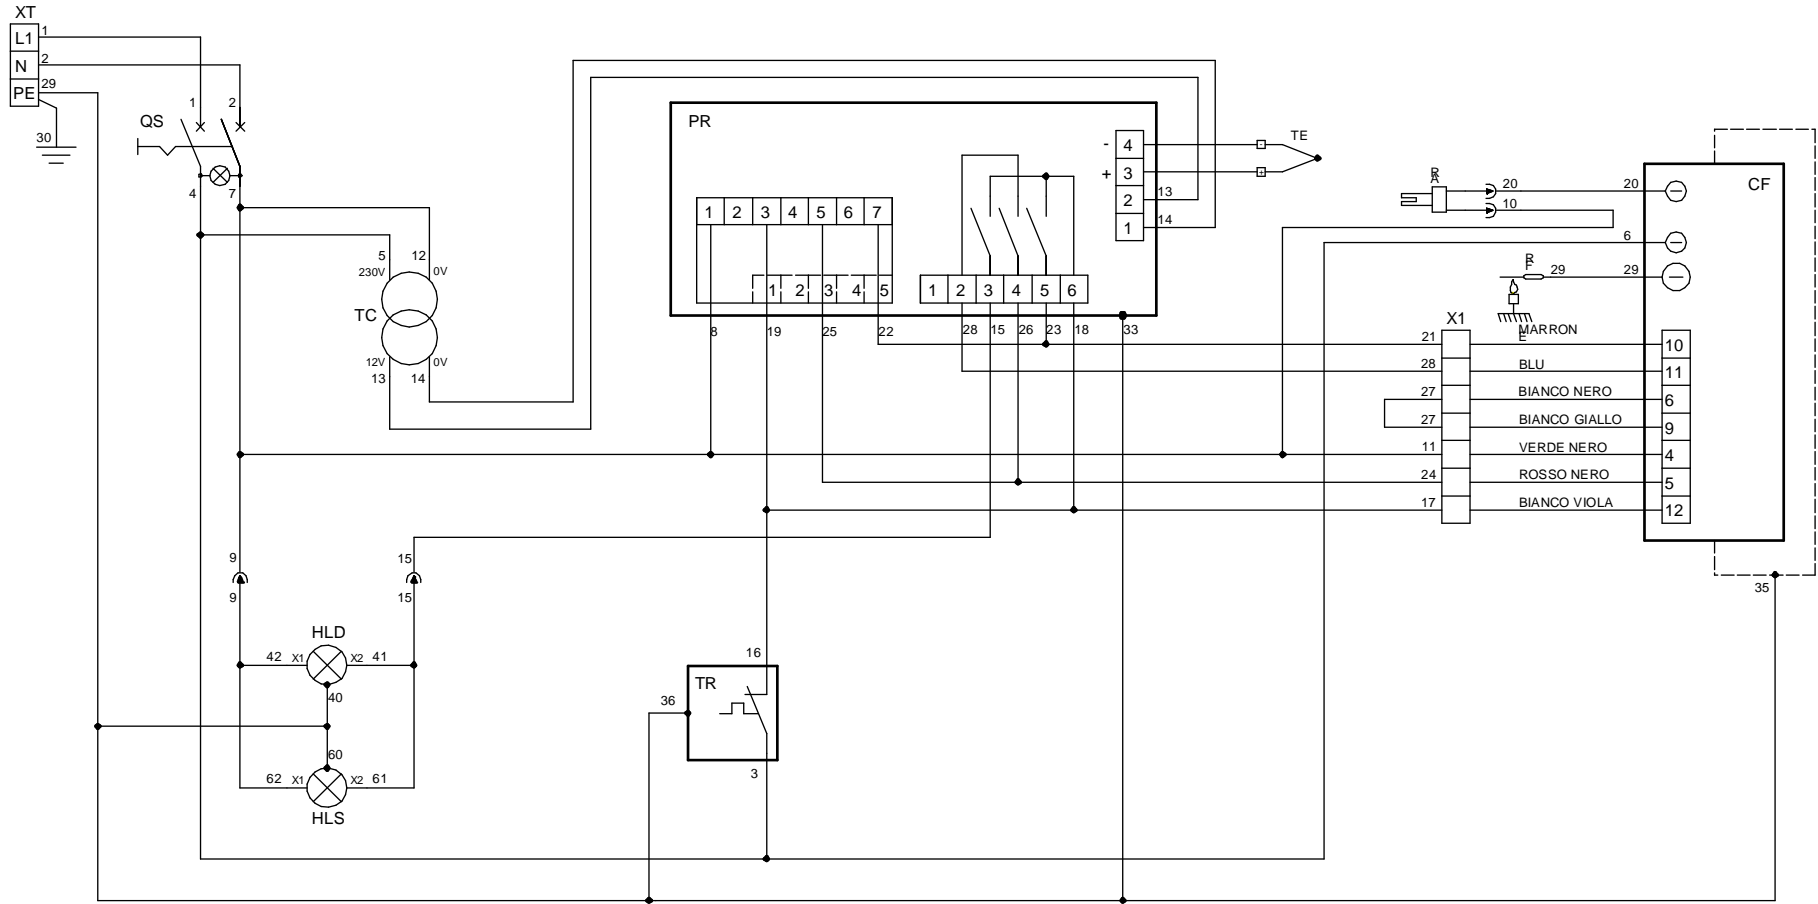 XT
L1 1
N 2
PE 29
30
QS
1 2
4 7
5 12
230V 0V
TC
12V 0V
13 14
PR
1 2 3 4 5 6 7
1 2 3 4 5
8 19 25 22
1 2 3 4 5 6
28 15 26 23 18 33
- 4
+ 3
2 13
1 14
TE
RA
20 20
10
6
RF
29 29
CF
X1
21 MARRONE 10
28 BLU 11
27 BIANCO NERO 6
27 BIANCO GIALLO 9
11 VERDE NERO 4
24 ROSSO NERO 5
17 BIANCO VIOLA 12
35
9 15
9 15
HLD
42 X1 X2 41
40
60
62 X1 X2 61
HLS
16
TR
36
3